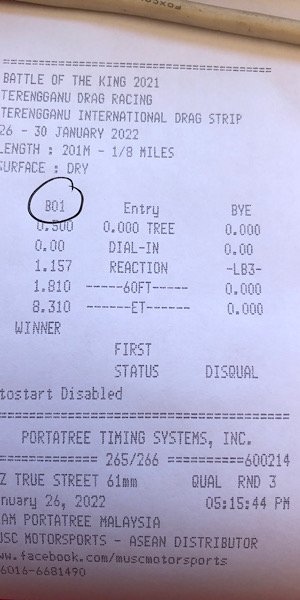 BATTLE OF THE KING 2021
TERENGGANU DRAG RACING
TERENGGANU INTERNATIONAL DRAG STRIP
26 - 30 JANUARY 2022
LENGTH : 201M - 1/8 MILES
SURFACE : DRY
B01 Entry BYE
0.500 0.000 TREE 0.000
0.00 DIAL-IN 0.00
1.157 REACTION -LB3-
1.810 ------60FT------ 0.000
8.310 ------ET------ 0.000
WINNER
FIRST
STATUS DISQUAL
tostart Disabled
PORTATREE TIMING SYSTEMS, INC.
============ 265/266 ==========600214
Z TRUE STREET 61mm QUAL RND 3
nuary 26, 2022 05:15:44 PM
AM PORTATREE MALAYSIA
USC MOTORSPORTS - ASEAN DISTRIBUTOR
ww.facebook.com/muscmotorsports
6016-6681490